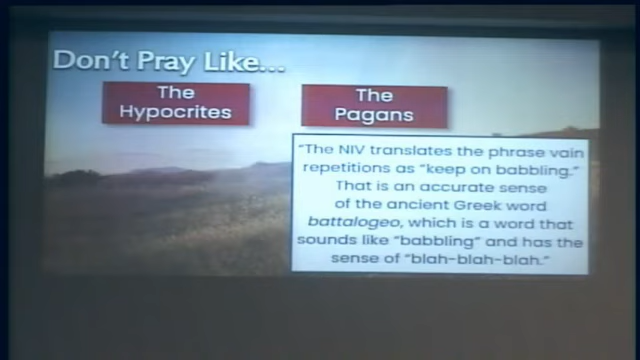 Don't Pray Like...
The
Hypocrites
The
Pagans
"The NIV translates the phrase vain
repetitions as "keep on babbling."
That is an accurate sense
of the ancient Greek word
battalogeo, which is a word that
sounds like "babbling" and has the
sense of "blah-blah-blah."